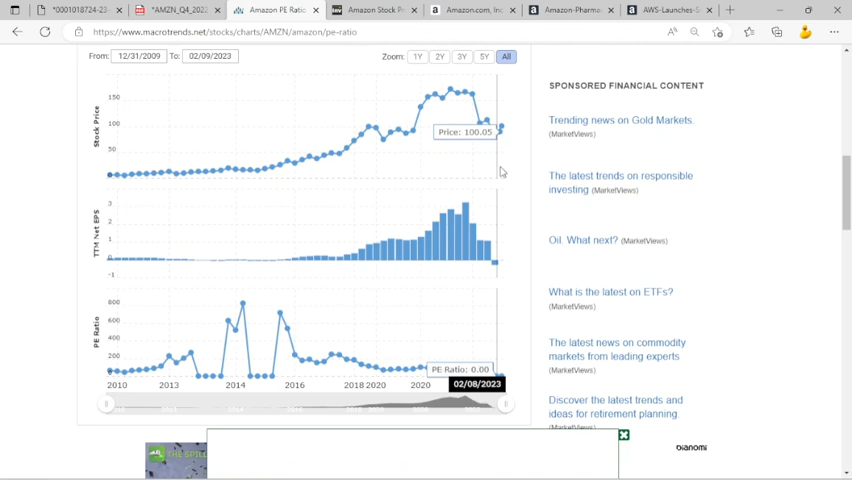 *0001018724-23-
*AMZN_Q4_2022
Amazon PE Ratio
Amazon Stock Pr
Amazon.com, Inc
Amazon-Pharma
AWS-Launches-S
https://www.macrotrends.net/stocks/charts/AMZN/amazon/pe-ratio
From: 12/31/2009 To: 02/09/2023
Zoom: 1Y 2Y 3Y 5Y All
Stock Price
150
100
50
Price: 100.05
TTM Net EPS
3
2
1
0
-1
PE Ratio
800
600
400
200
0
PE Ratio: 0.00
02/08/2023
2010 2013 2014 2016 2018 2020 2020
SPONSORED FINANCIAL CONTENT
Trending news on Gold Markets.
(MarketViews)
The latest trends on responsible
investing (MarketViews)
Oil. What next? (MarketViews)
What is the latest on ETFs?
(MarketViews)
The latest news on commodity
markets from leading experts
(MarketViews)
Discover the latest trends and
ideas for retirement planning.
(MarketViews)
THE SPILL
bianomi